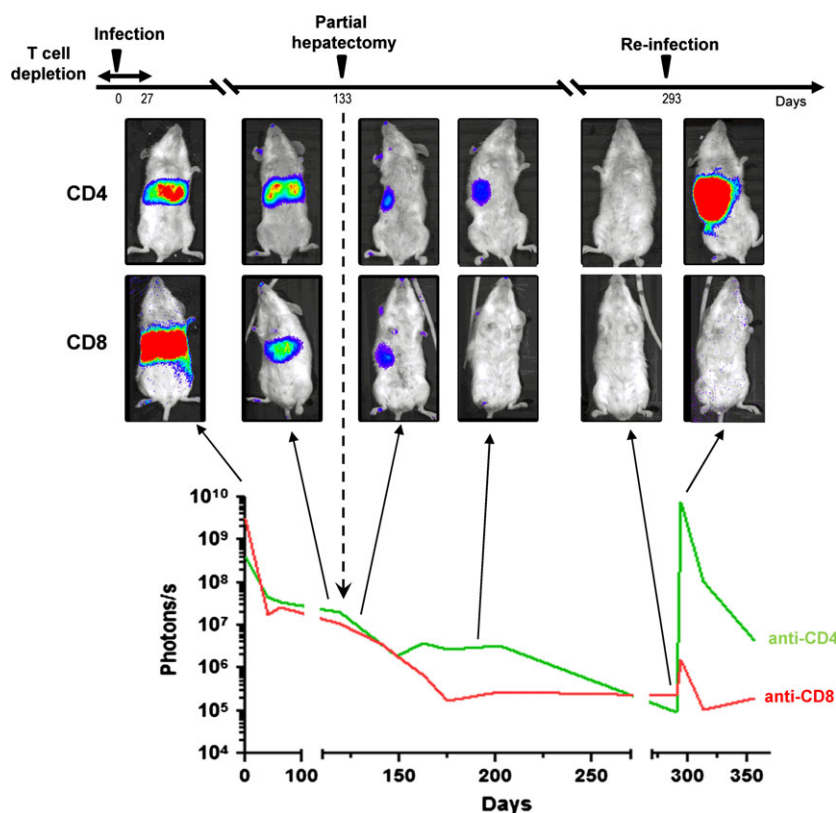 Infection
Partial hepatectomy
Re-infection
T cell depletion
0 27 133 293 Days
CD4
CD8
10¹⁰
10⁹
10⁸
10⁷
10⁶
10⁵
10⁴
Photons/s
anti-CD4
anti-CD8
0 100 150 200 250 300 350
Days